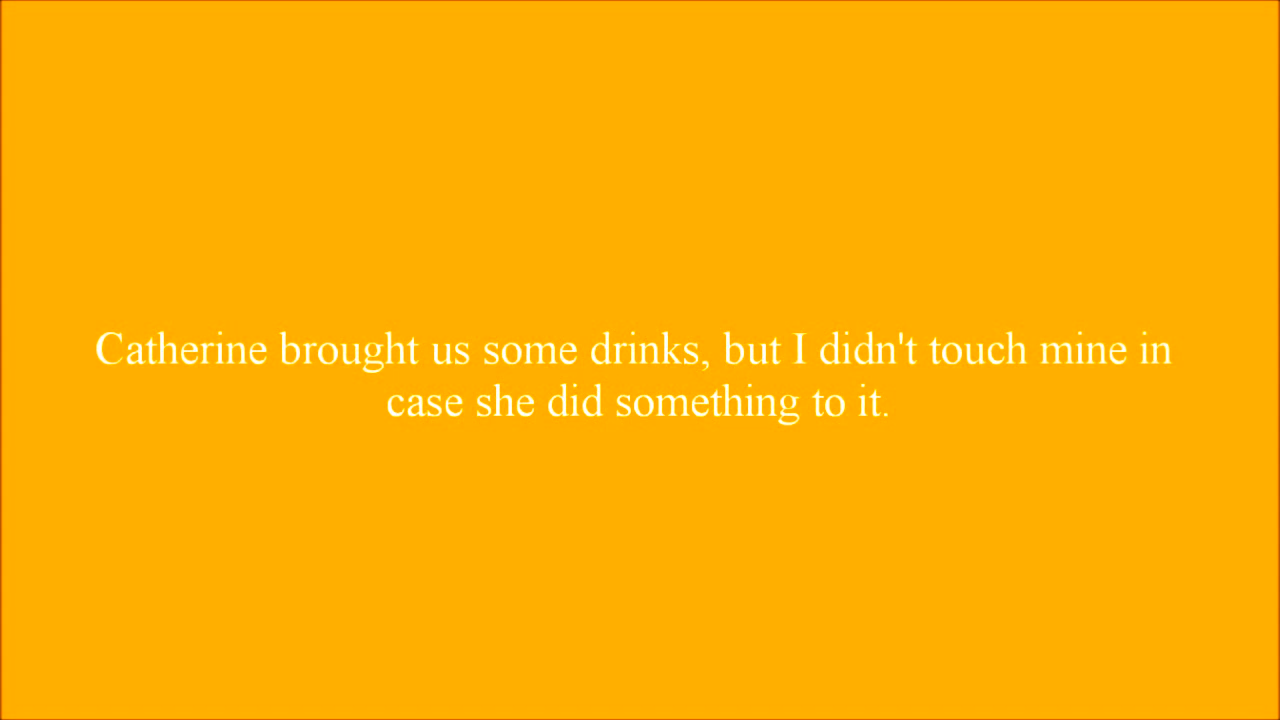 Catherine brought us some drinks, but I didn't touch mine in
case she did something to it.